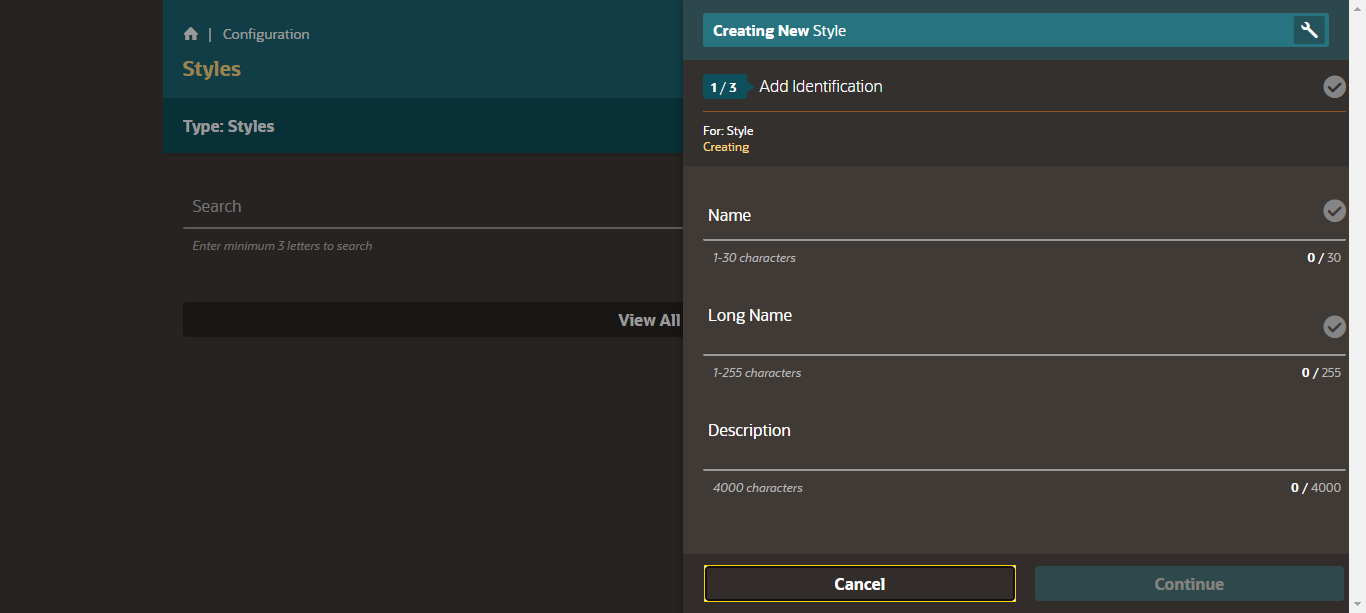 | Configuration
Styles
Type: Styles
Search
Enter minimum 3 letters to search
View All
Creating New Style
1 / 3 Add Identification
For: Style
Creating
Name
1-30 characters 0 / 30
Long Name
1-255 characters 0 / 255
Description
4000 characters 0 / 4000
Cancel Continue